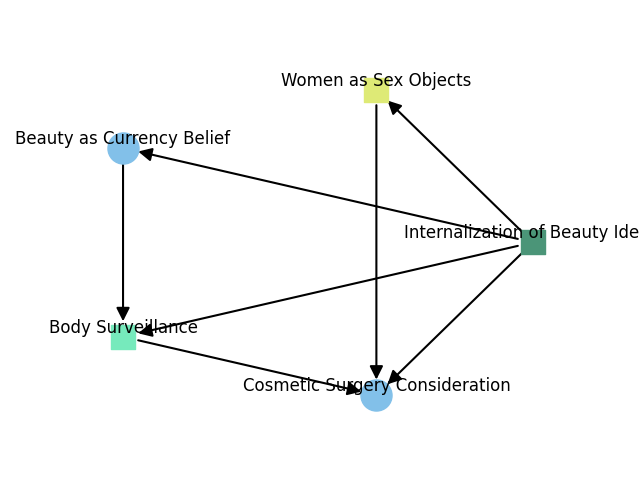 Women as Sex Objects
Beauty as Currency Belief
Internalization of Beauty Ide
Body Surveillance
Cosmetic Surgery Consideration